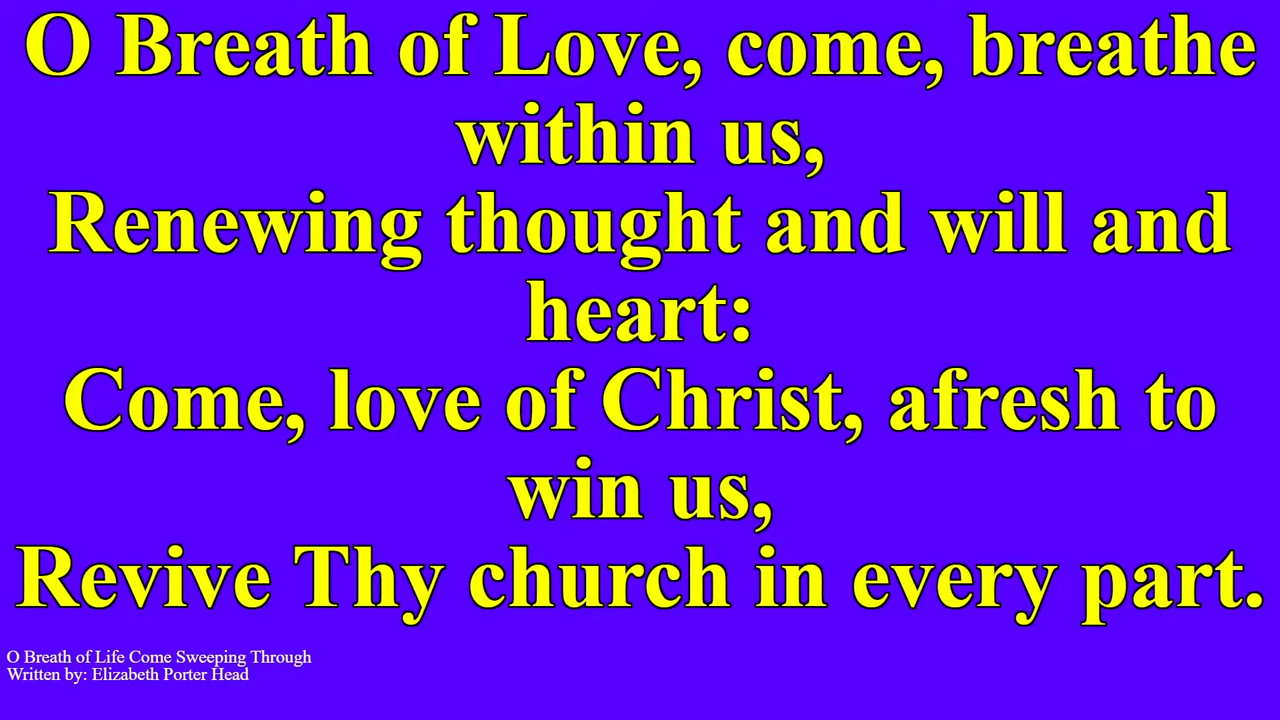 O Breath of Love, come, breathe
within us,
Renewing thought and will and
heart:
Come, love of Christ, afresh to
win us,
Revive Thy church in every part.
O Breath of Life Come Sweeping Through
Written by: Elizabeth Porter Head